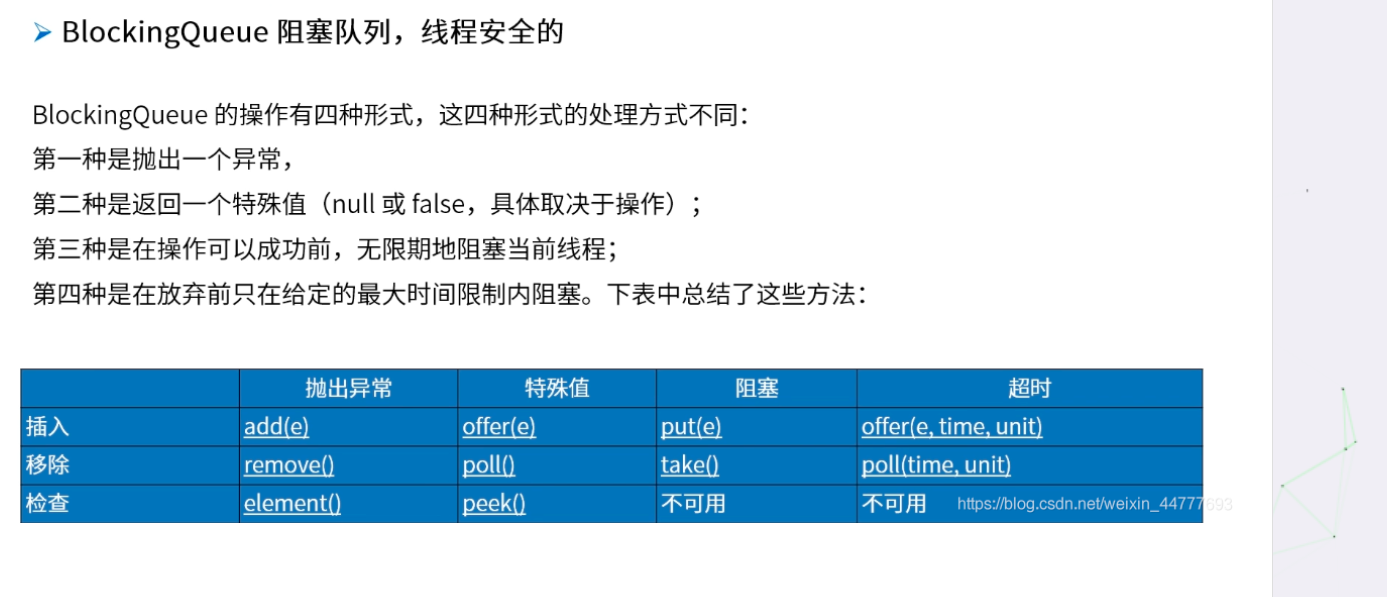 BlockingQueue 阻塞队列，线程安全的
BlockingQueue 的操作有四种形式，这四种形式的处理方式不同：
第一种是抛出一个异常，
第二种是返回一个特殊值（null 或 false，具体取决于操作）；
第三种是在操作可以成功前，无限期地阻塞当前线程；
第四种是在放弃前只在给定的最大时间限制内阻塞。下表中总结了这些方法：
抛出异常 特殊值 阻塞 超时
插入 add(e) offer(e) put(e) offer(e, time, unit)
移除 remove() poll() take() poll(time, unit)
检查 element() peek() 不可用 不可用
https://blog.csdn.net/weixin_44777693